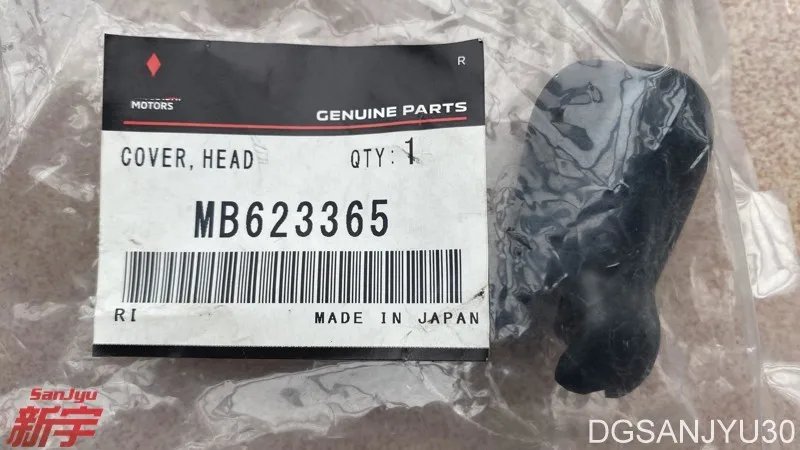 R
MOTORS
GENUINE PARTS
COVER, HEAD QTY: 1
MB623365
RI MADE IN JAPAN
SanJyu
新宇
DGSANJYU30